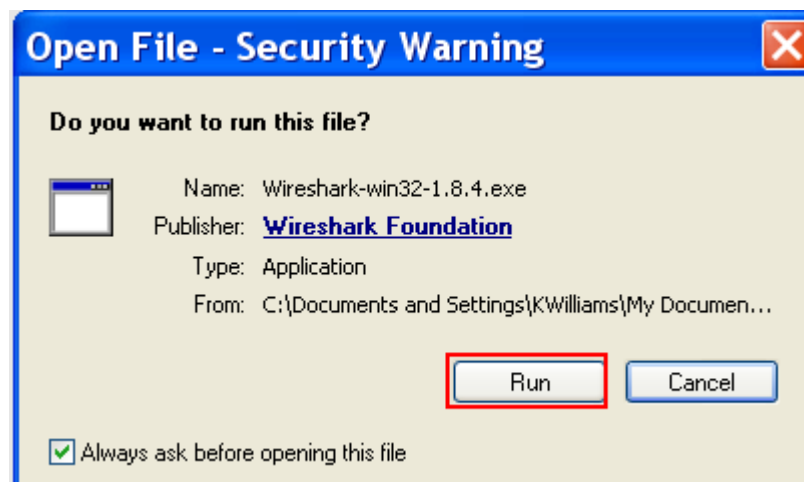 Open File - Security Warning
Do you want to run this file?
Name: Wireshark-win32-1.8.4.exe
Publisher: Wireshark Foundation
Type: Application
From: C:\Documents and Settings\KWilliams\My Documen...
Run Cancel
Always ask before opening this file